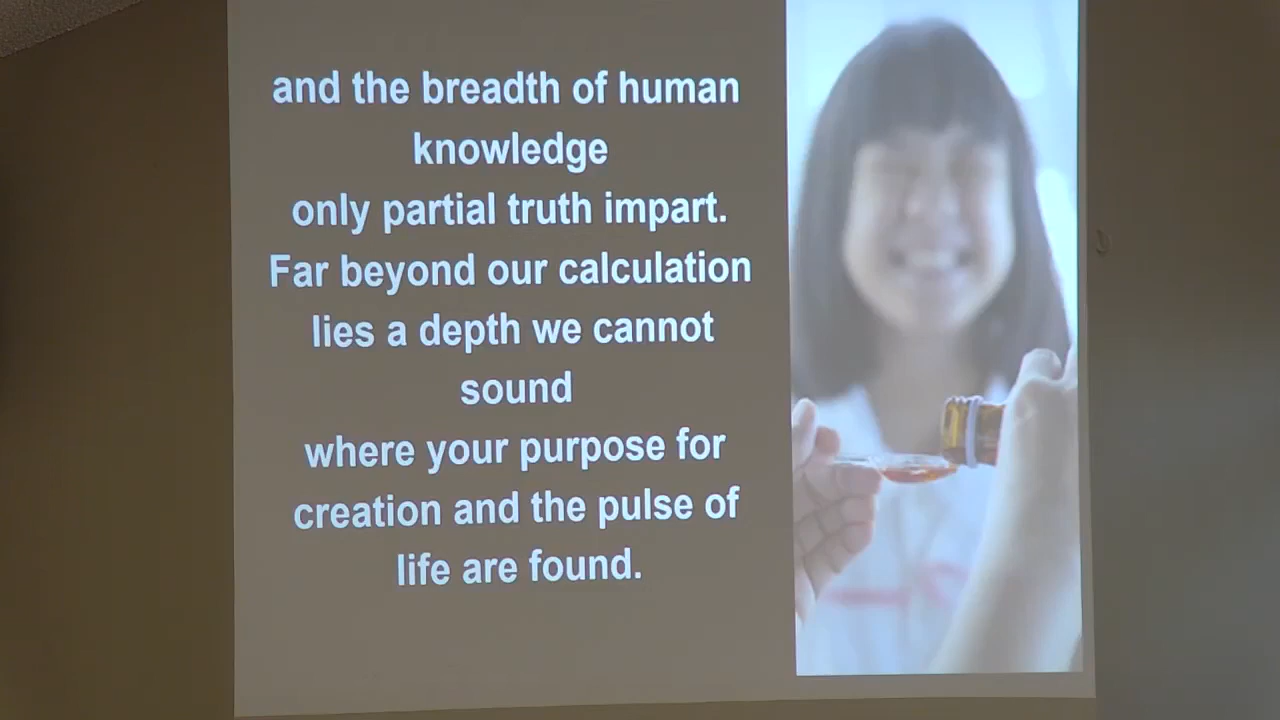 and the breadth of human
knowledge
only partial truth impart.
Far beyond our calculation
lies a depth we cannot
sound
where your purpose for
creation and the pulse of
life are found.